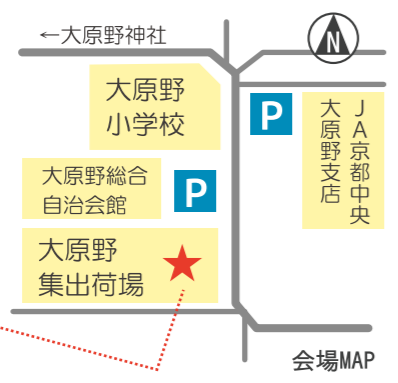 ←大原野神社
N
大原野
小学校
P
JA京都中央
大原野支店
大原野総合
自治会館
P
大原野
集出荷場
会場MAP